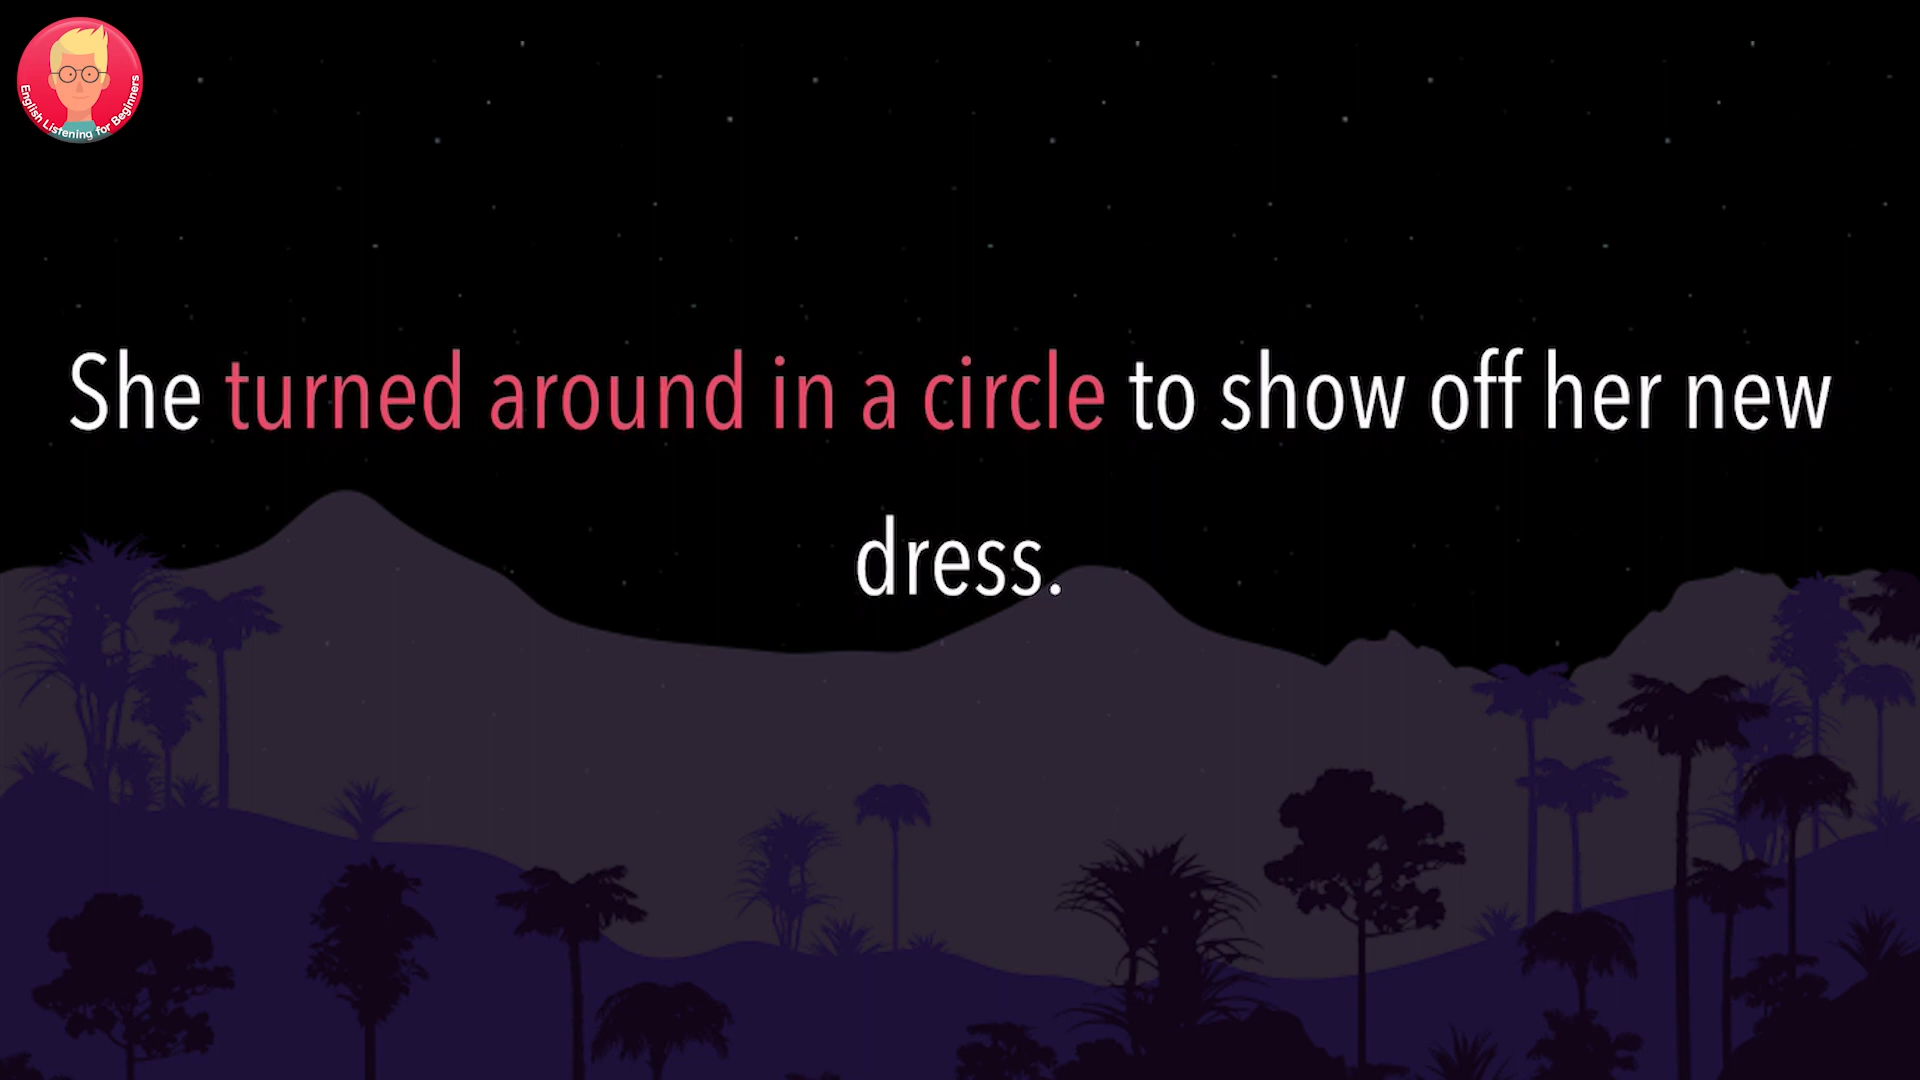 English Listening for Beginners
She turned around in a circle to show off her new
dress.